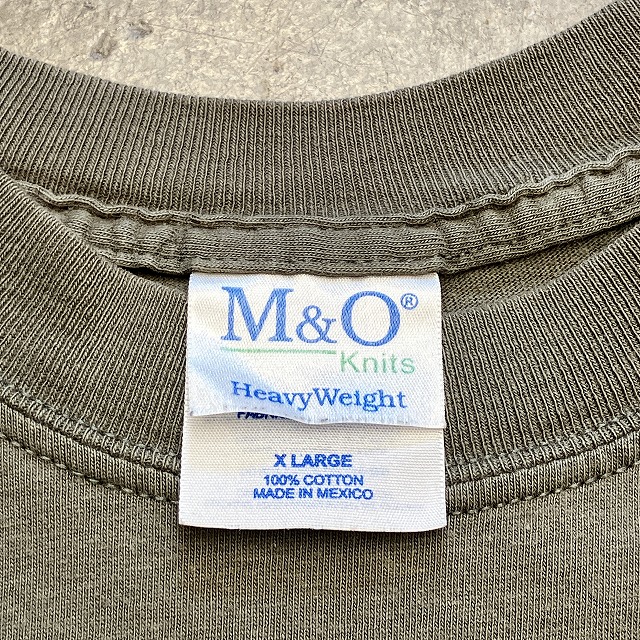 M&O®
Knits
HeavyWeight
X LARGE
100% COTTON
MADE IN MEXICO